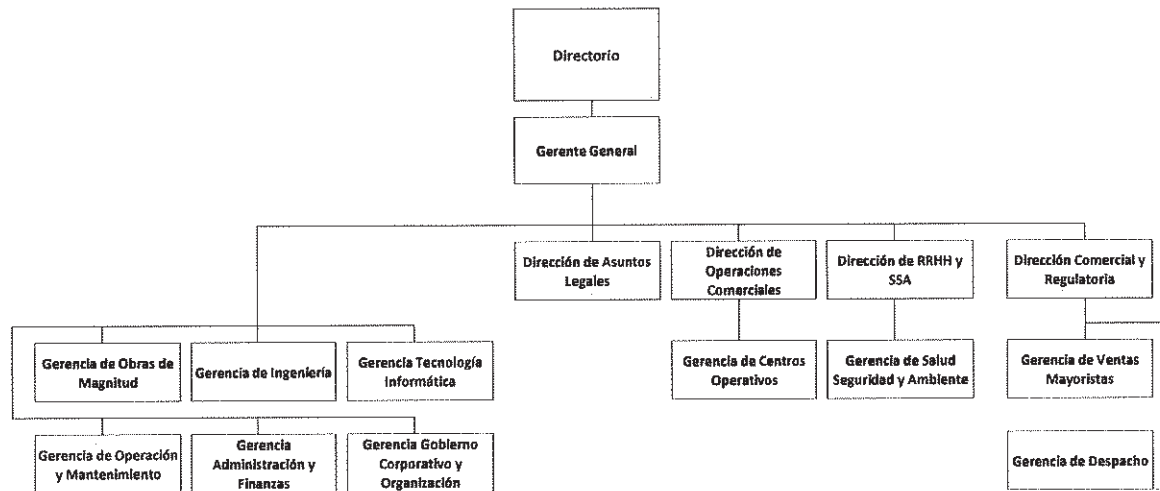 Directorio
Gerente General
Dirección de Asuntos
Legales
Dirección de
Operaciones
Comerciales
Dirección de RRHH y
SSA
Dirección Comercial y
Regulatoria
Gerencia de Obras de
Magnitud
Gerencia de Ingeniería
Gerencia Tecnología
Informática
Gerencia de Centros
Operativos
Gerencia de Salud
Seguridad y Ambiente
Gerencia de Ventas
Mayoristas
Gerencia de Operación
y Mantenimiento
Gerencia
Administración y
Finanzas
Gerencia Gobierno
Corporativo y
Organización
Gerencia de Despacho